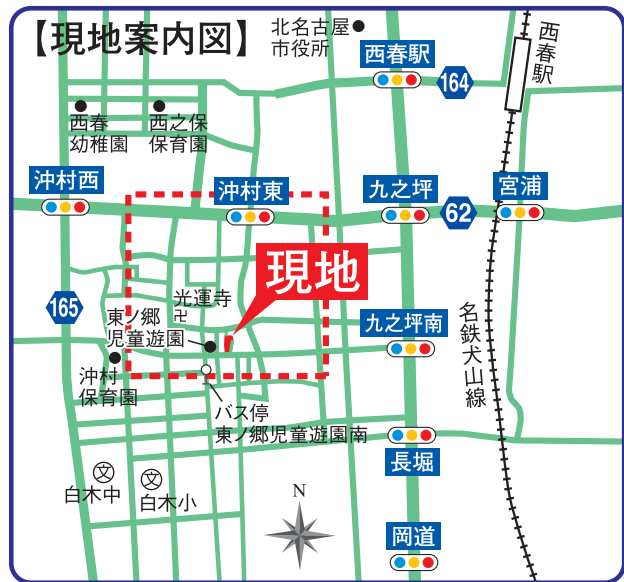 【現地案内図】
北名古屋
市役所
西春駅
164
西春駅
西春
幼稚園
西之保
保育園
沖村西
沖村東
九之坪
62
宮浦
現地
165
光運寺
卍
東ノ郷
児童遊園
九之坪南
名鉄犬山線
沖村
保育園
バス停
東ノ郷児童遊園南
長堀
文
白木中
文
白木小
N
岡道